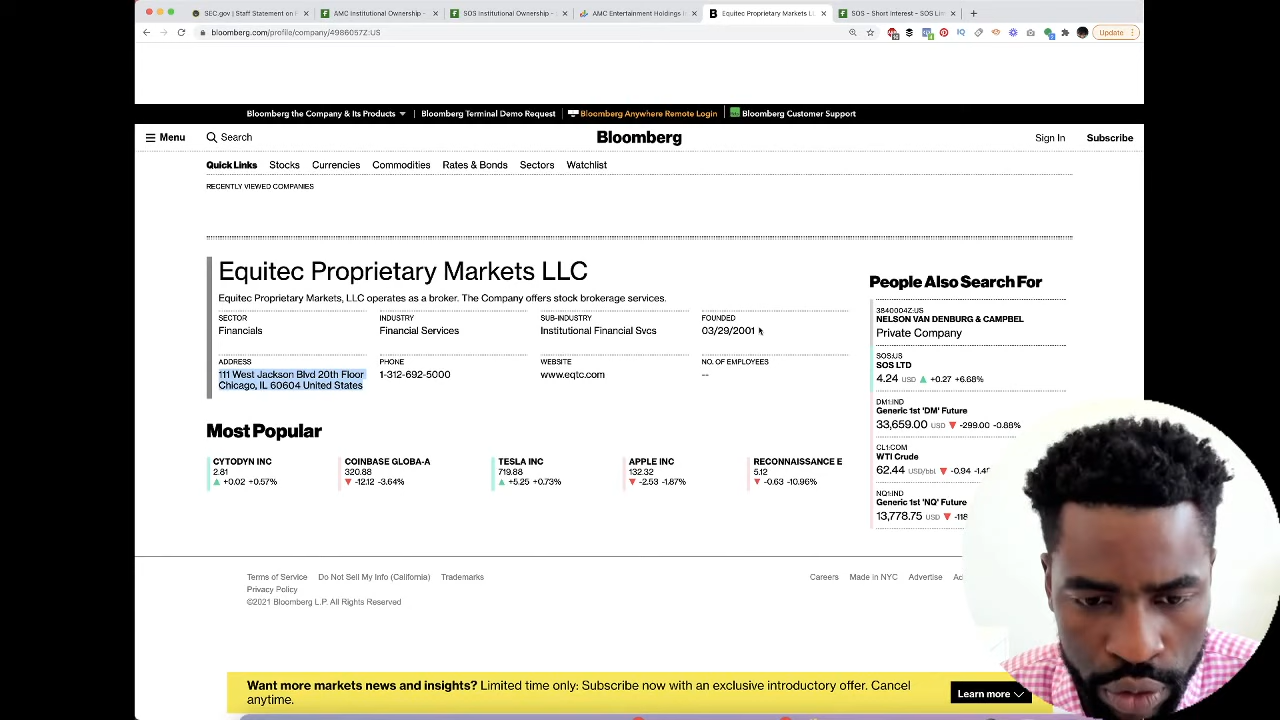 SEC.gov | Staff Statement on
AMC Institutional Ownership -
SOS Institutional Ownership -
AMC Entertainment Holdings
Equitec Proprietary Markets LL
SOS – Short Interest – SOS Lim
bloomberg.com/profile/company/4986057Z:US
Update
Bloomberg the Company & Its Products
Bloomberg Terminal Demo Request
Bloomberg Anywhere Remote Login
Bloomberg Customer Support
Menu
Search
Bloomberg
Sign In
Subscribe
Quick Links Stocks Currencies Commodities Rates & Bonds Sectors Watchlist
RECENTLY VIEWED COMPANIES
Equitec Proprietary Markets LLC
Equitec Proprietary Markets, LLC operates as a broker. The Company offers stock brokerage services.
SECTOR
Financials
INDUSTRY
Financial Services
SUB-INDUSTRY
Institutional Financial Svcs
FOUNDED
03/29/2001
ADDRESS
111 West Jackson Blvd 20th Floor
Chicago, IL 60604 United States
PHONE
1-312-692-5000
WEBSITE
www.eqtc.com
NO. OF EMPLOYEES
--
People Also Search For
3840004Z:US
NELSON VAN DENBURG & CAMPBEL
Private Company
SOS:US
SOS LTD
4.24 USD +0.27 +6.68%
DM1:IND
Generic 1st 'DM' Future
33,659.00 USD -299.00 -0.88%
CL1:COM
WTI Crude
62.44 USD/bbl -0.94
NQ1:IND
Generic 1st 'NQ' Future
13,778.75 USD
Most Popular
CYTODYN INC
2.81
+0.02 +0.57%
COINBASE GLOBA-A
320.88
-12.12 -3.64%
TESLA INC
719.88
+5.25 +0.73%
APPLE INC
132.32
-2.53 -1.87%
RECONNAISSANCE E
5.12
-0.63 -10.96%
Terms of Service Do Not Sell My Info (California) Trademarks
Privacy Policy
©2021 Bloomberg L.P. All Rights Reserved
Careers Made in NYC Advertise
Want more markets news and insights? Limited time only: Subscribe now with an exclusive introductory offer. Cancel
anytime.
Learn more